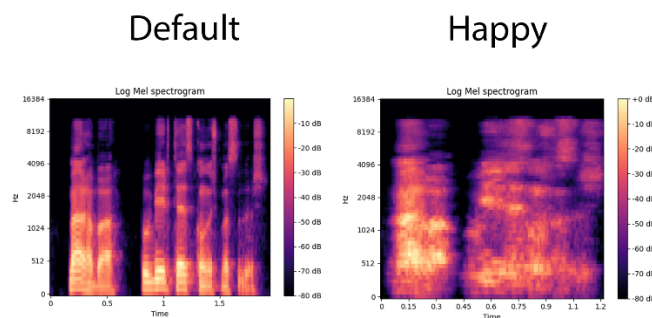 Default
Happy
Log Mel spectrogram
16384
8192
4096
2048
1024
512
0
Hz
0
0.5
1
1.5
Time
-10 dB
-20 dB
-30 dB
-40 dB
-50 dB
-60 dB
-70 dB
-80 dB
Log Mel spectrogram
16384
8192
4096
2048
1024
512
0
Hz
0
0.15
0.3
0.45
0.6
0.75
0.9
1
1.2
Time
+0 dB
-10 dB
-20 dB
-30 dB
-40 dB
-50 dB
-60 dB
-70 dB
-80 dB